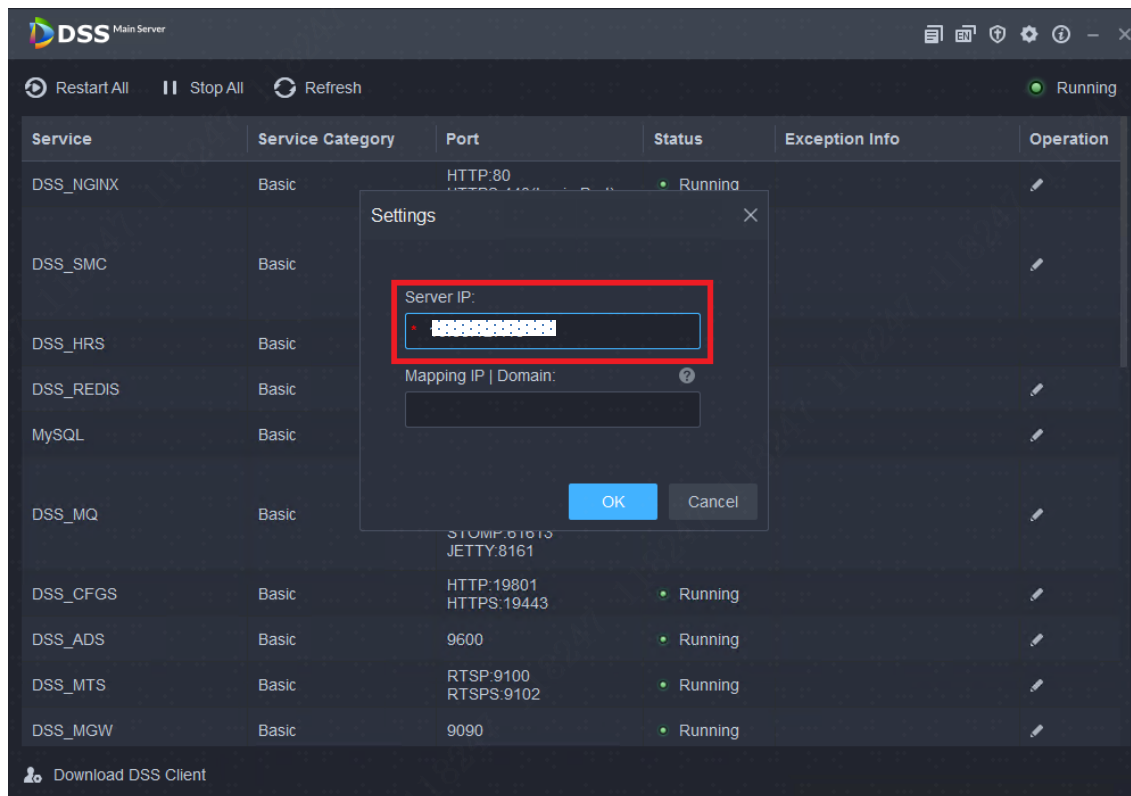 DSS Main Server
EN
Restart All Stop All Refresh Running
Service Service Category Port Status Exception Info Operation
DSS_NGINX Basic HTTP:80 Running
Settings
DSS_SMC Basic
Server IP:
DSS_HRS Basic
Mapping IP | Domain: ?
DSS_REDIS Basic
MySQL Basic
OK Cancel
DSS_MQ Basic
STOMP:61613
JETTY:8161
DSS_CFGS Basic HTTP:19801 Running
HTTPS:19443
DSS_ADS Basic 9600 Running
DSS_MTS Basic RTSP:9100 Running
RTSPS:9102
DSS_MGW Basic 9090 Running
Download DSS Client